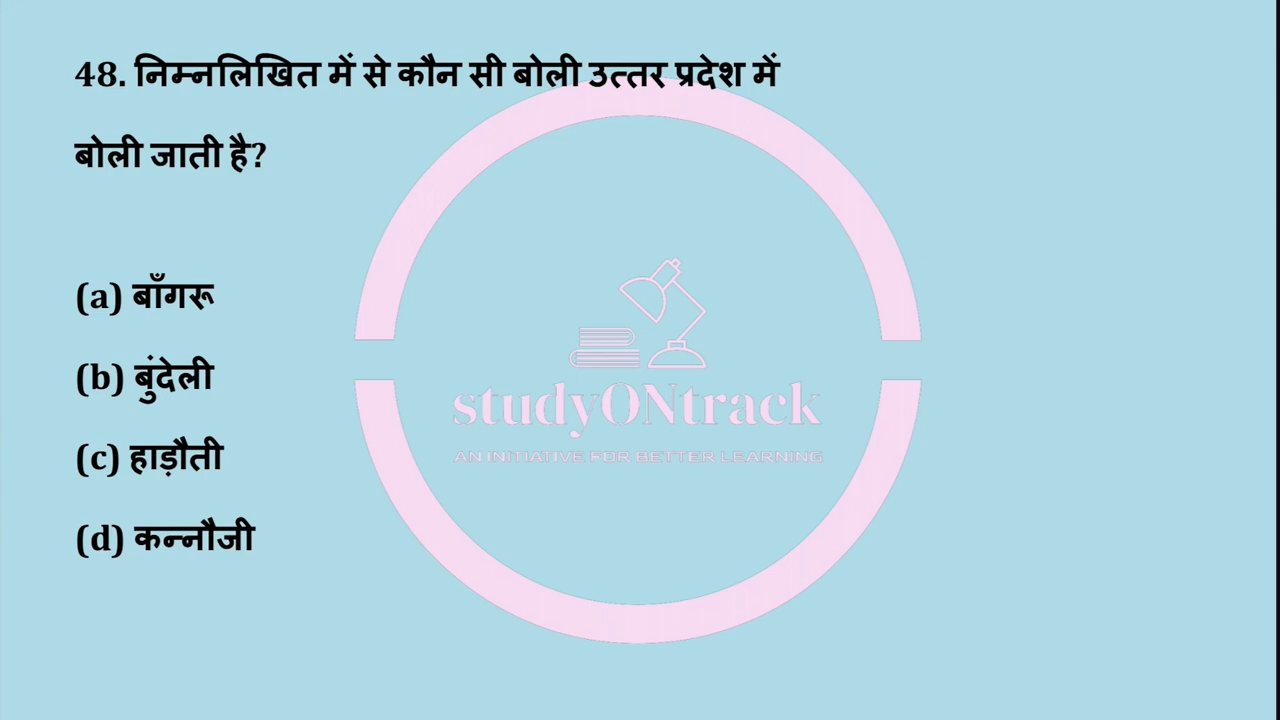 48. निम्नलिखित में से कौन सी बोली उत्तर प्रदेश में
बोली जाती है?
(a) बाँगरू
(b) बुंदेली
(c) हाड़ौती
(d) कन्नौजी
studyONtrack
AN INITIATIVE FOR BETTER LEARNING